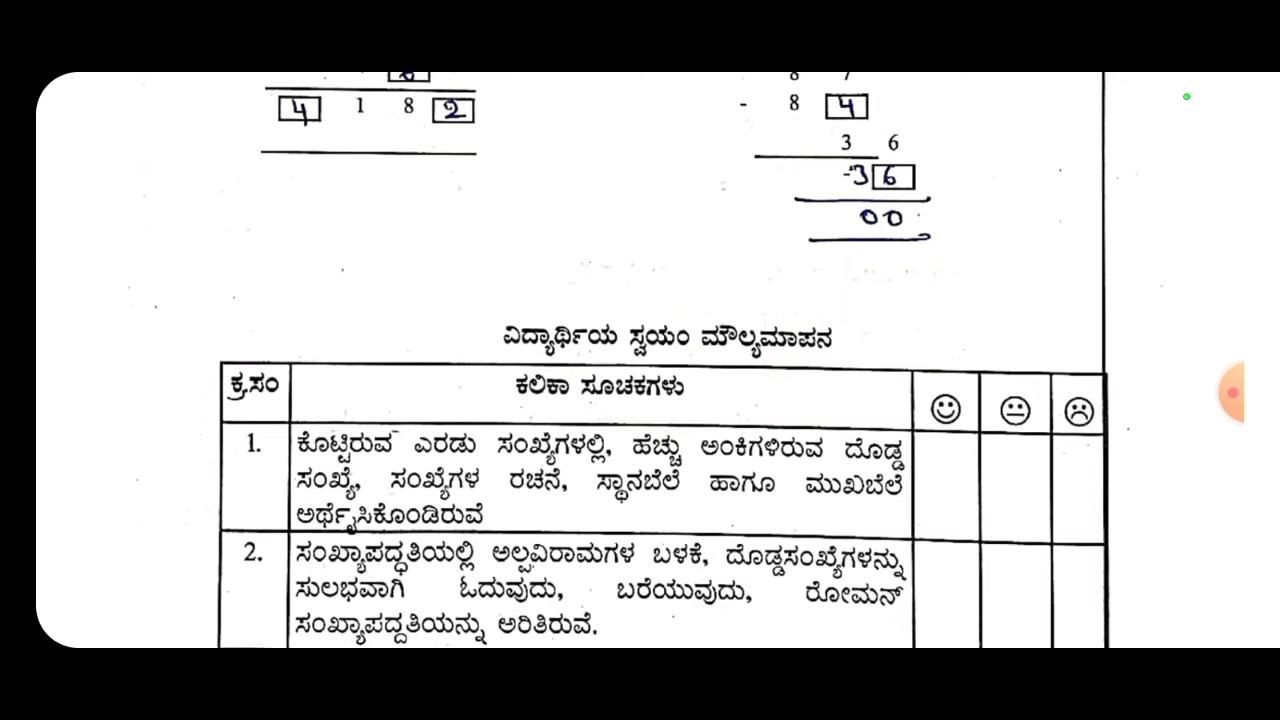 8 7
4 1 8 2
- 8 4
3 6
-3 6
0 0
ವಿದ್ಯಾರ್ಥಿಯ ಸ್ವಯಂ ಮೌಲ್ಯಮಾಪನ
ಕ್ರ.ಸಂ ಕಲಿಕಾ ಸೂಚಕಗಳು
1. ಕೊಟ್ಟಿರುವ ಎರಡು ಸಂಖ್ಯೆಗಳಲ್ಲಿ, ಹೆಚ್ಚು ಅಂಕಿಗಳಿರುವ ದೊಡ್ಡ
ಸಂಖ್ಯೆ, ಸಂಖ್ಯೆಗಳ ರಚನೆ, ಸ್ಥಾನಬೆಲೆ ಹಾಗೂ ಮುಖಬೆಲೆ
ಅರ್ಥೈಸಿಕೊಂಡಿರುವೆ
2. ಸಂಖ್ಯಾಪದ್ಧತಿಯಲ್ಲಿ ಅಲ್ಪವಿರಾಮಗಳ ಬಳಕೆ, ದೊಡ್ಡಸಂಖ್ಯೆಗಳನ್ನು
ಸುಲಭವಾಗಿ ಓದುವುದು, ಬರೆಯುವುದು, ರೋಮನ್
ಸಂಖ್ಯಾಪದ್ದತಿಯನ್ನು ಅರಿತಿರುವೆ.